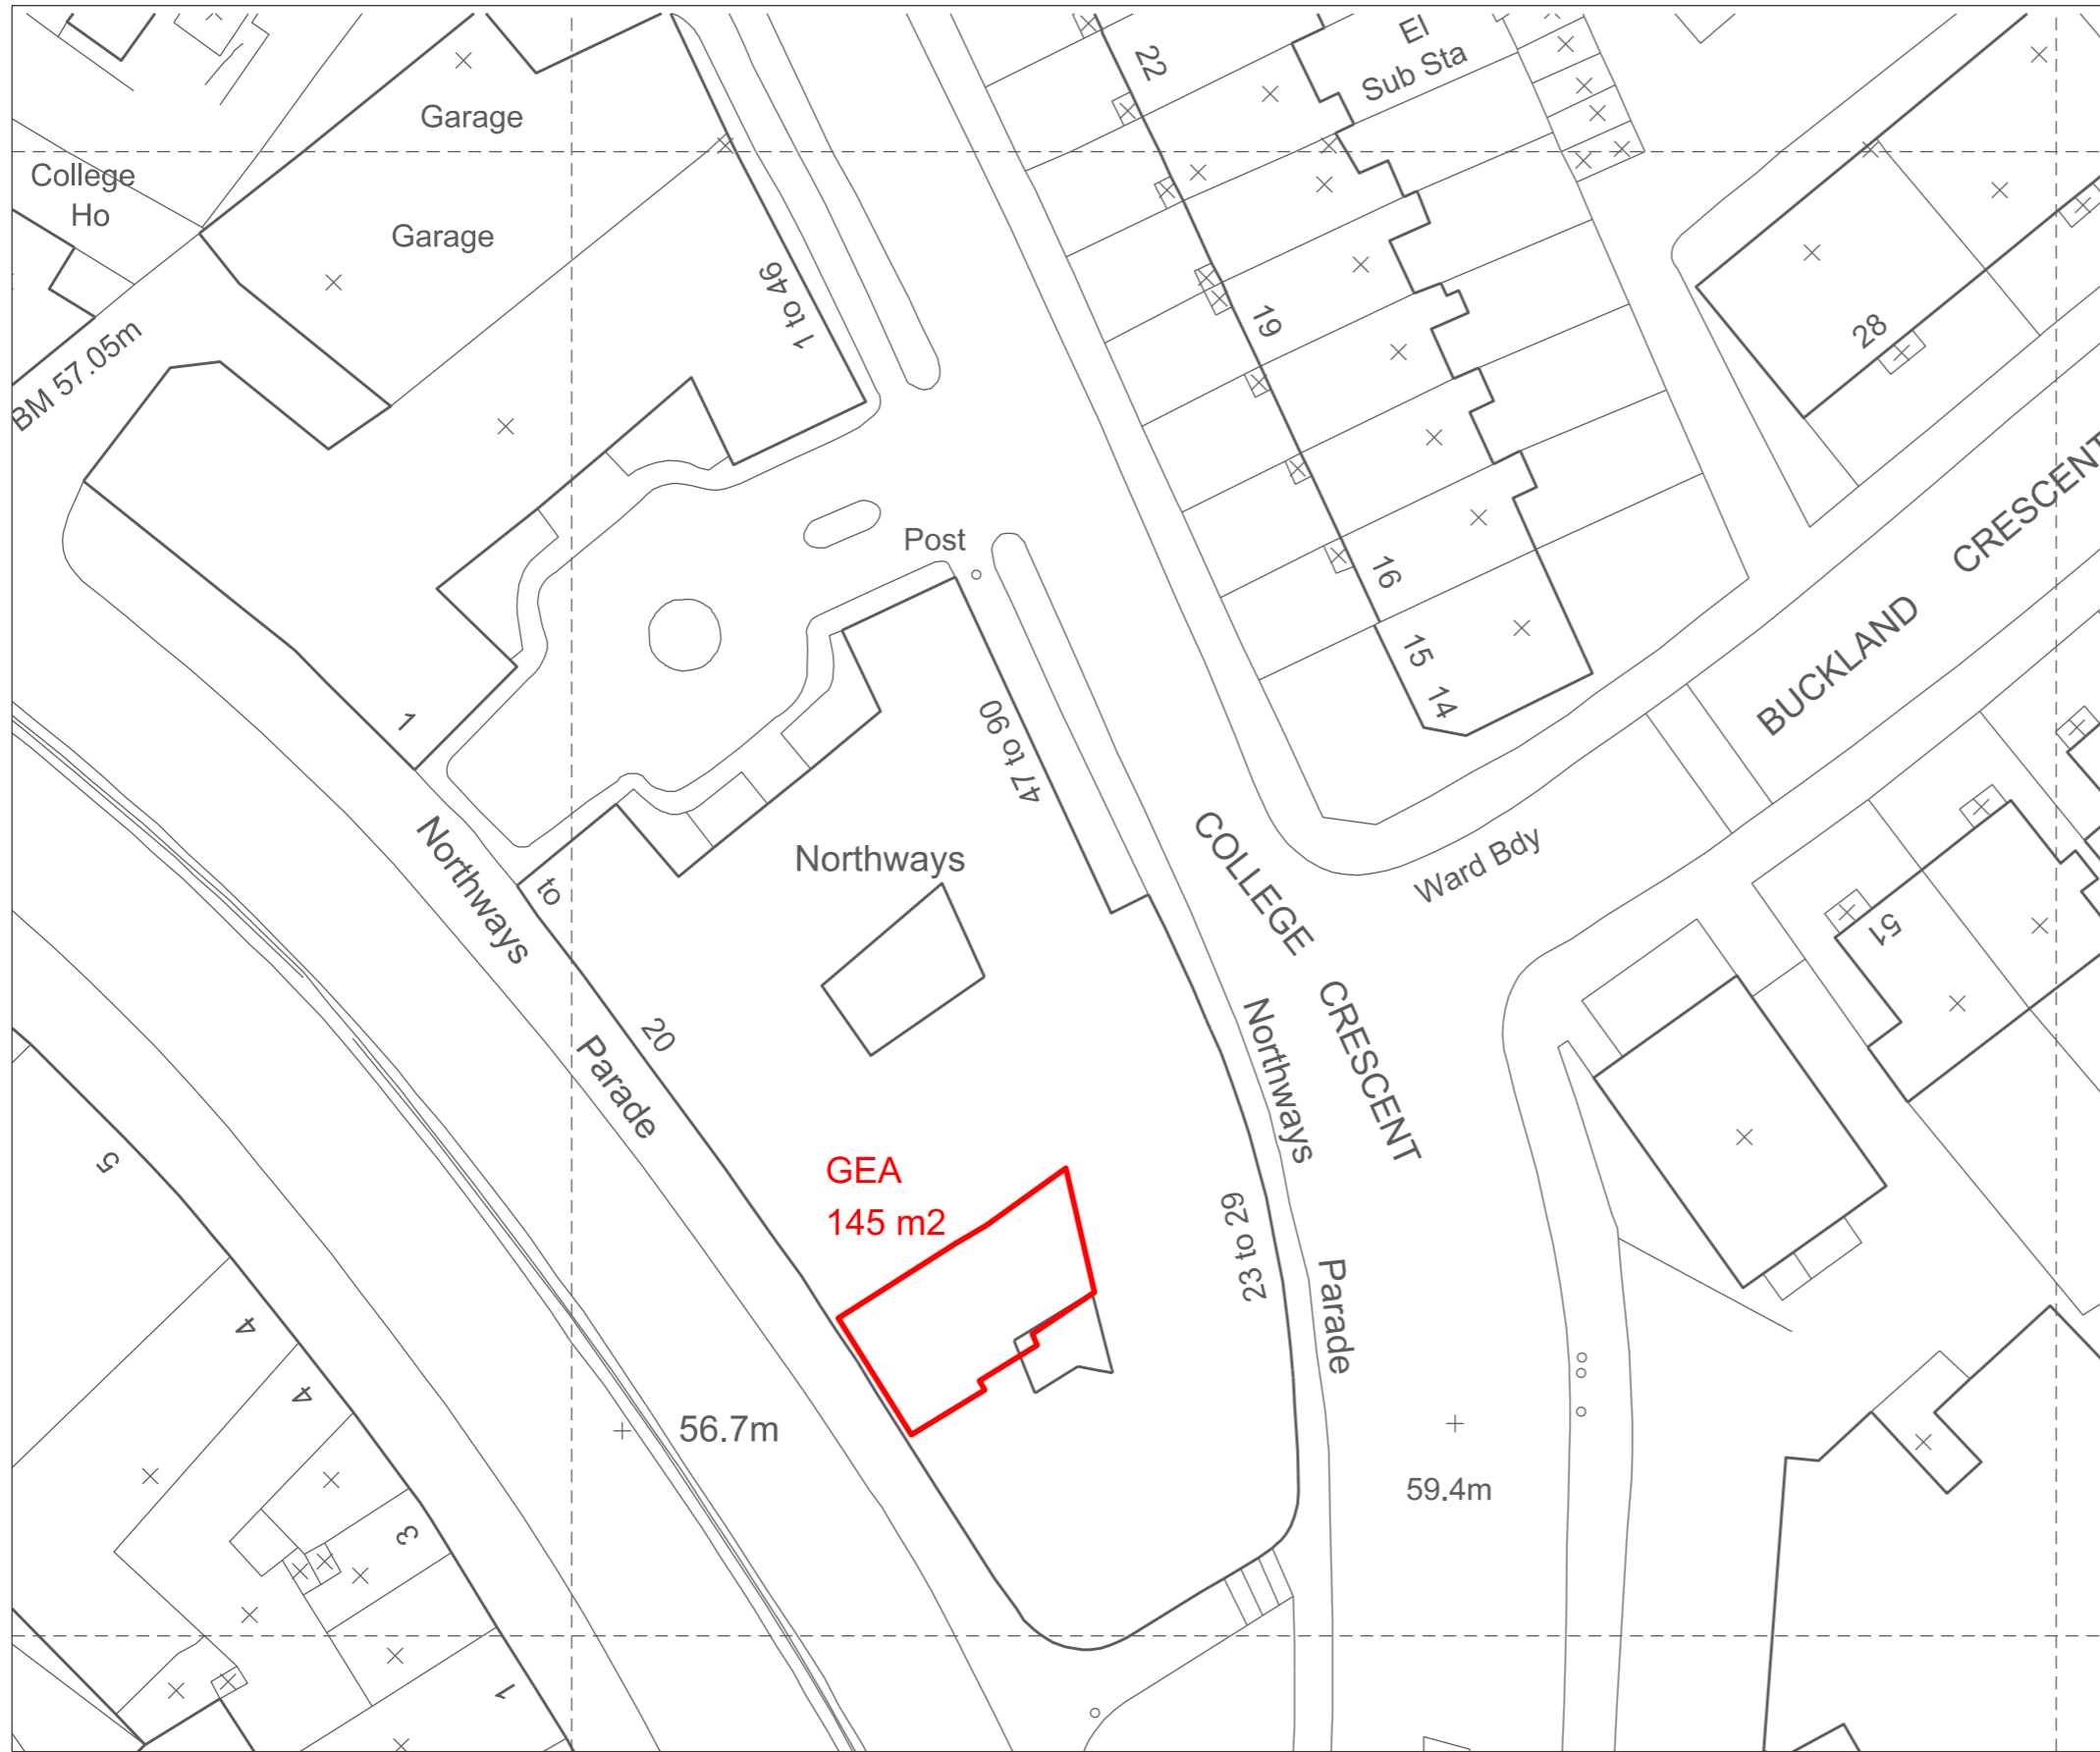 22
El
Sub Sta
Garage
College
Ho
Garage
1 to 46
19
28
BM 57.05m
CRESCENT
Post
16
15
14
BUCKLAND
1
47 to 90
Northways
to
Northways
COLLEGE
Ward Bdy
51
20
Parade
Northways
CRESCENT
5
GEA
145 m2
23 to 29
Parade
4
4
56.7m
59.4m
3
1